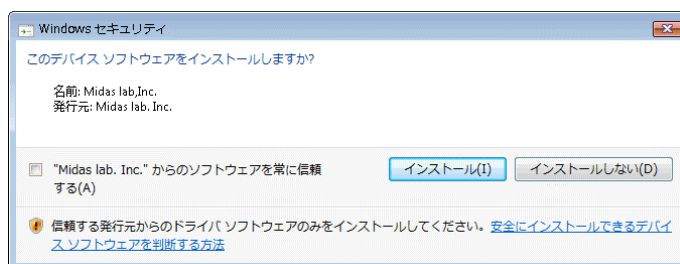 Windows セキュリティ
このデバイス ソフトウェアをインストールしますか?
名前: Midas lab,Inc.
発行元: Midas lab. Inc.
"Midas lab. Inc." からのソフトウェアを常に信頼
する(A)
インストール(I)
インストールしない(D)
信頼する発行元からのドライバ ソフトウェアのみをインストールしてください。安全にインストールできるデバイ
ス ソフトウェアを判断する方法